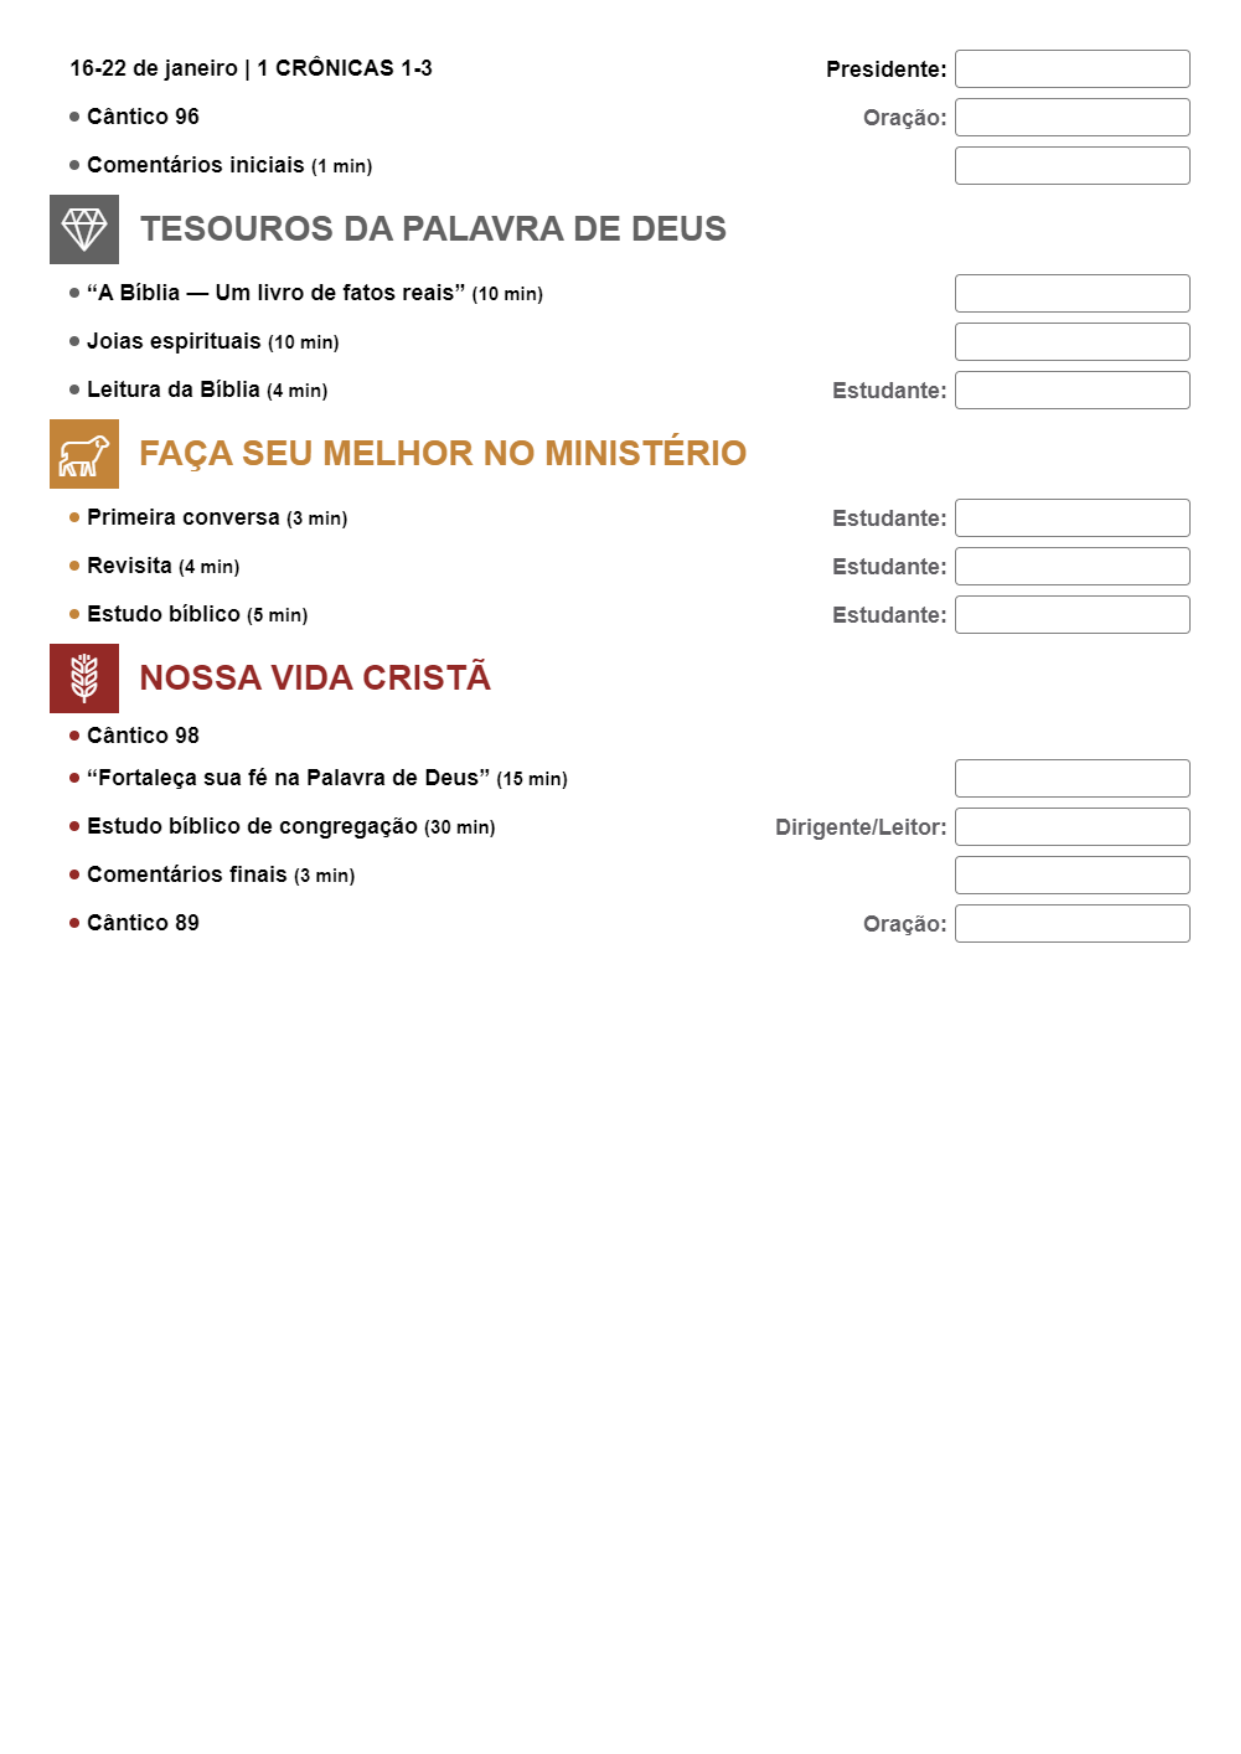 16-22 de janeiro | 1 CRÔNICAS 1-3 Presidente:
• Cântico 96 Oração:
• Comentários iniciais (1 min)
TESOUROS DA PALAVRA DE DEUS
• “A Bíblia — Um livro de fatos reais” (10 min)
• Joias espirituais (10 min)
• Leitura da Bíblia (4 min) Estudante:
FAÇA SEU MELHOR NO MINISTÉRIO
• Primeira conversa (3 min) Estudante:
• Revisita (4 min) Estudante:
• Estudo bíblico (5 min) Estudante:
NOSSA VIDA CRISTÃ
• Cântico 98
• “Fortaleça sua fé na Palavra de Deus” (15 min)
• Estudo bíblico de congregação (30 min) Dirigente/Leitor:
• Comentários finais (3 min)
• Cântico 89 Oração: